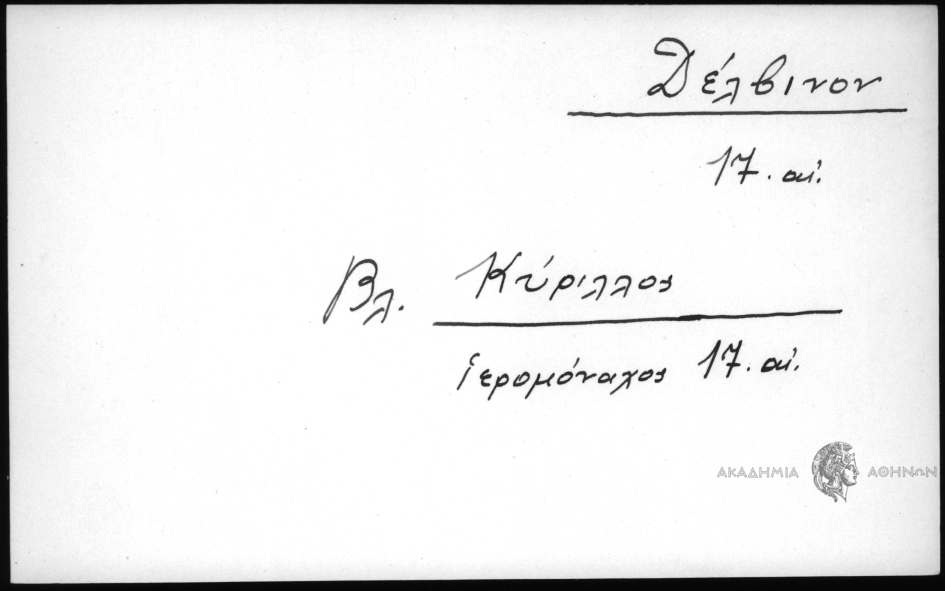 Δέλβινον
17. αἰ.
Βλ. Κύριλλος
ἱερομόναχος 17. αἰ.
ΑΚΑΔΗΜΙΑ ΑΘΗΝΩΝ